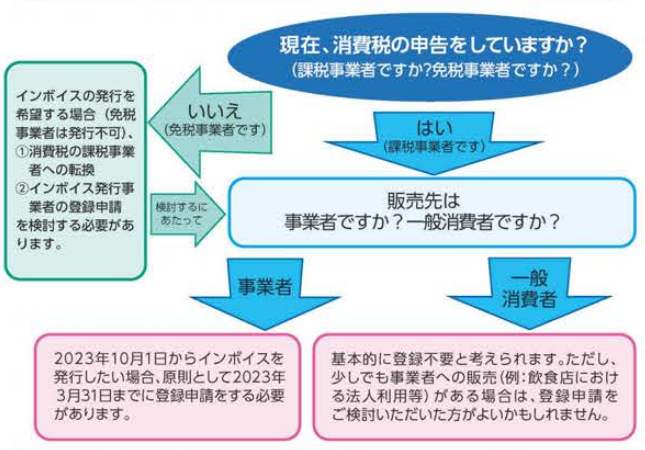 現在、消費税の申告をしていますか?
(課税事業者ですか?免税事業者ですか?)
いいえ
(免税事業者です)
はい
(課税事業者です)
インボイスの発行を
希望する場合(免税
事業者は発行不可)、
①消費税の課税事業
者への転換
②インボイス発行事
業者の登録申請
を検討する必要があ
ります。
検討するに
あたって
販売先は
事業者ですか?一般消費者ですか?
事業者
一般
消費者
2023年10月1日からインボイスを
発行したい場合、原則として2023年
3月31日までに登録申請をする必要
があります。
基本的に登録不要と考えられます。ただし、
少しでも事業者への販売(例:飲食店におけ
る法人利用等)がある場合は、登録申請を
ご検討いただいた方がよいかもしれません。